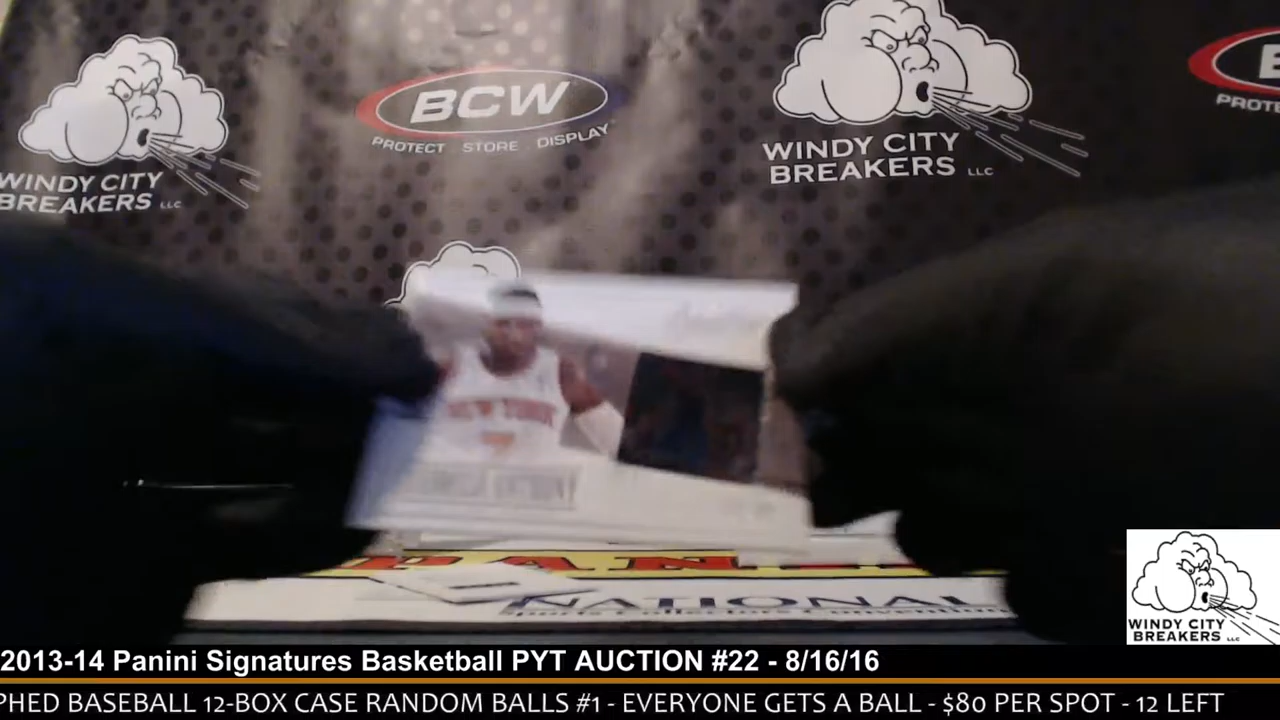 BCW
PROTECT STORE DISPLAY
WINDY CITY
BREAKERS LLC
WINDY CITY
BREAKERS LLC
PROTE
NEW YORK
PANI
NATIONAL
WINDY CITY
BREAKERS LLC
2013-14 Panini Signatures Basketball PYT AUCTION #22 - 8/16/16
PHED BASEBALL 12-BOX CASE RANDOM BALLS #1 - EVERYONE GETS A BALL - $80 PER SPOT - 12 LEFT